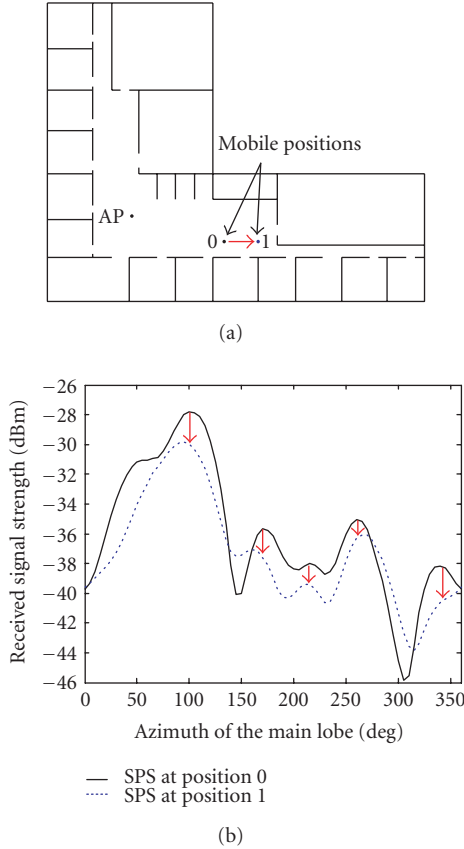 Mobile positions
AP
0
1
(a)
−26
−28
−30
−32
−34
−36
−38
−40
−42
−44
−46
Received signal strength (dBm)
0 50 100 150 200 250 300 350
Azimuth of the main lobe (deg)
SPS at position 0
SPS at position 1
(b)